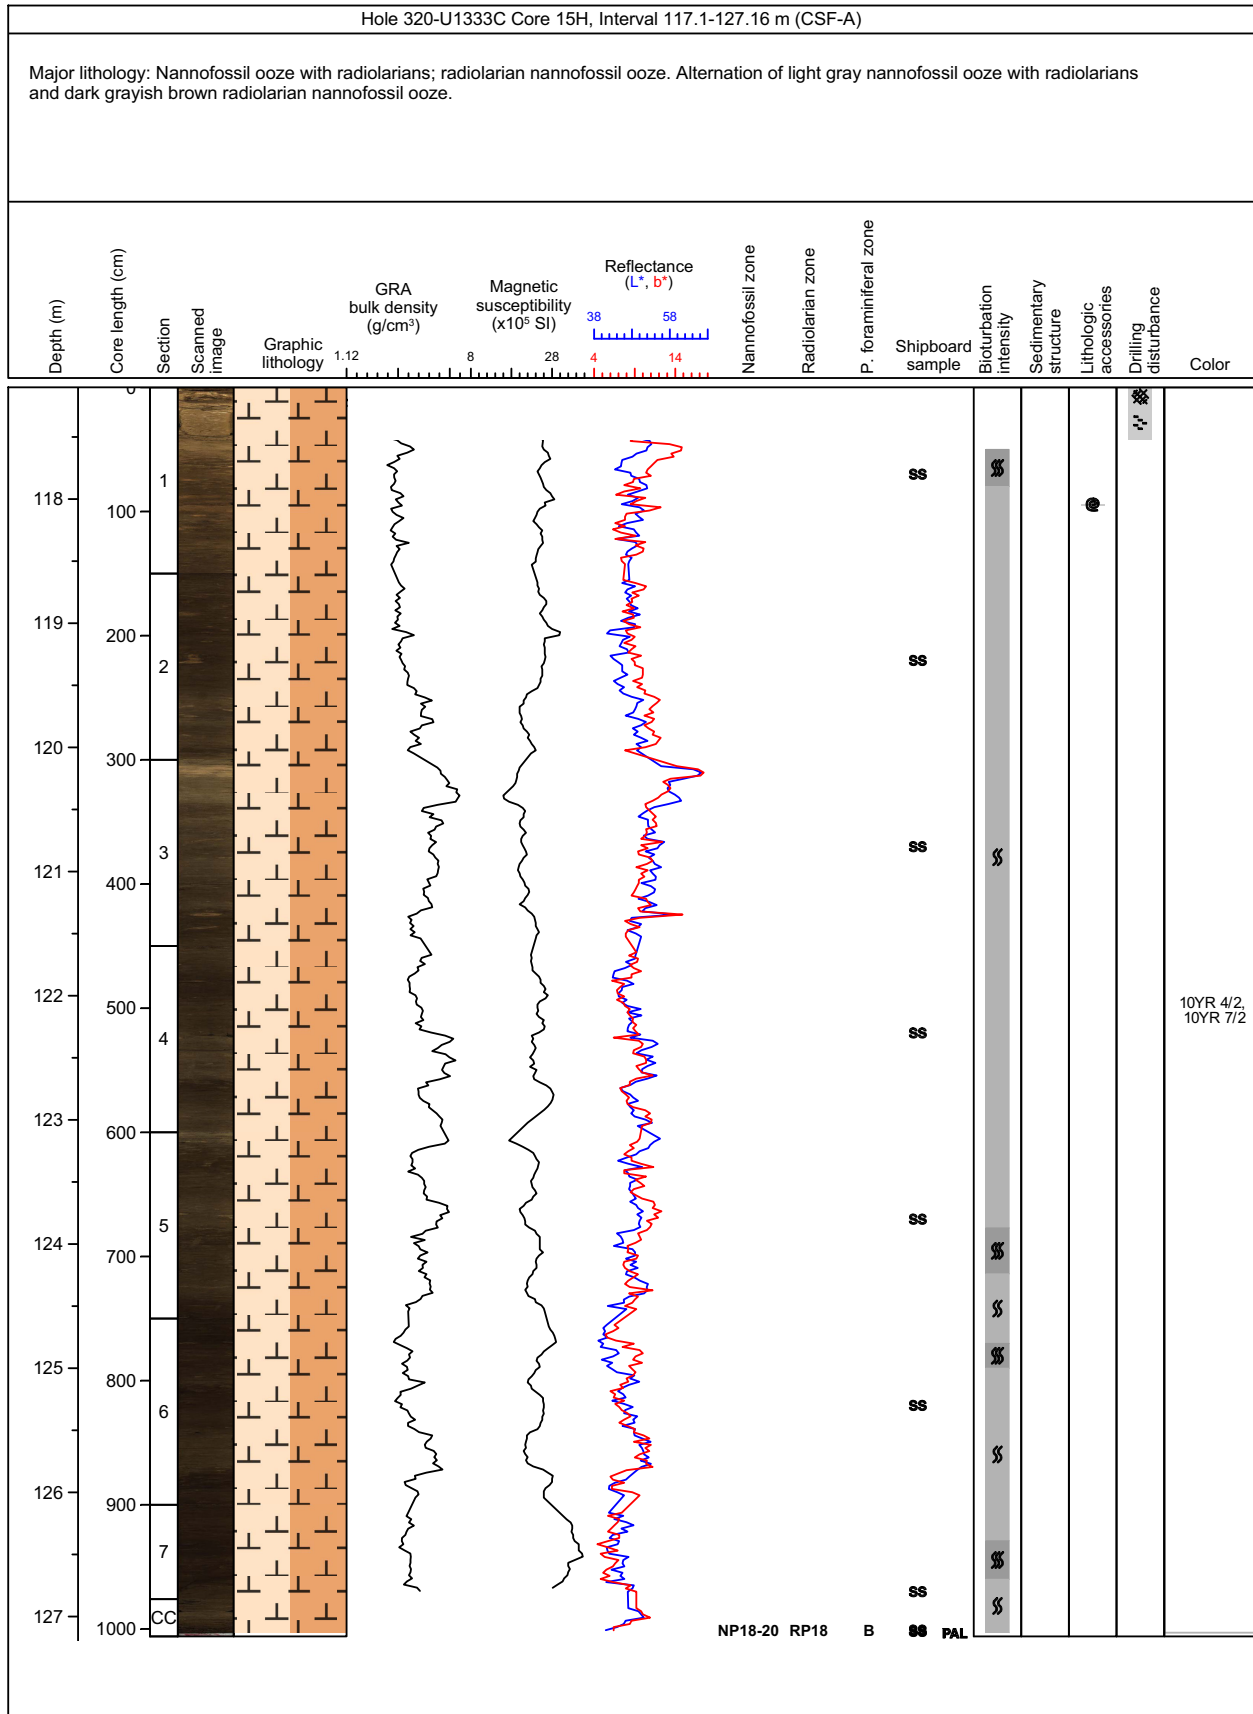 Hole 320-U1333C Core 15H, Interval 117.1-127.16 m (CSF-A)
Major lithology: Nannofossil ooze with radiolarians; radiolarian nannofossil ooze. Alternation of light gray nannofossil ooze with radiolarians
and dark grayish brown radiolarian nannofossil ooze.
Depth (m)
Core length (cm)
Section
Scanned
image
Graphic
lithology
GRA
bulk density
(g/cm³)
1.12
Magnetic
susceptibility
(x10⁵ SI)
8 28
Reflectance
(L*, b*)
38 58
4 14
Nannofossil zone
Radiolarian zone
P. foraminiferal zone
Shipboard
sample
Bioturbation
intensity
Sedimentary
structure
Lithologic
accessories
Drilling
disturbance
Color
0
1
SS
118
100
119
200
2
SS
120
300
3
SS
121
400
122
500
10YR 4/2,
10YR 7/2
4
SS
123
600
5
SS
124
700
125
800
6
SS
126
900
7
SS
CC
127
1000
NP18-20 RP18 B SS PAL